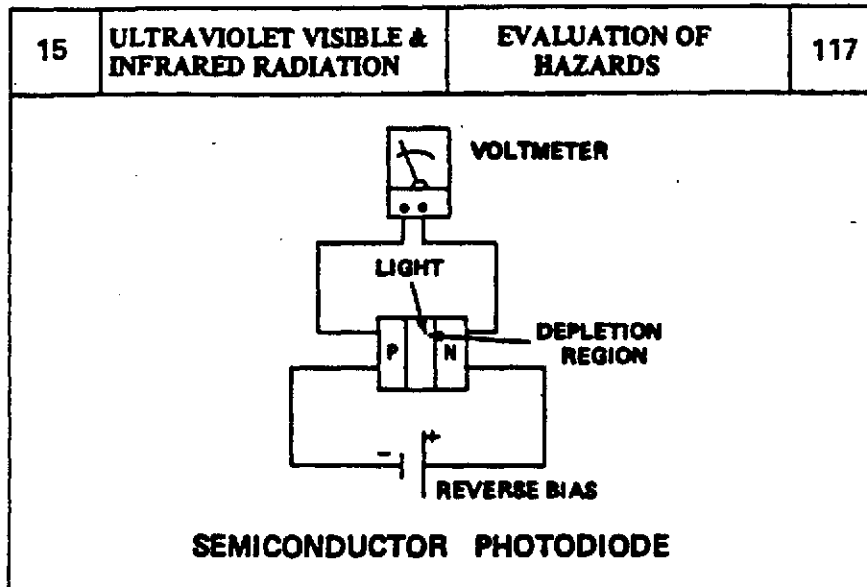 15
ULTRAVIOLET VISIBLE &
INFRARED RADIATION
EVALUATION OF
HAZARDS
117
VOLTMETER
LIGHT
DEPLETION
REGION
P
N
- +
REVERSE BIAS
SEMICONDUCTOR PHOTODIODE